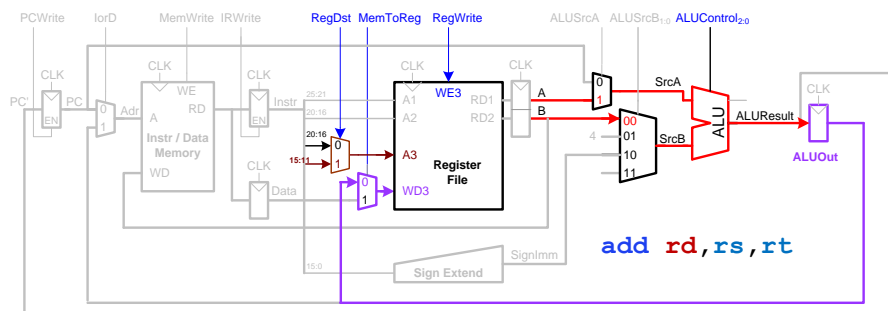 PCWrite IorD MemWrite IRWrite RegDst MemToReg RegWrite ALUSrcA ALUSrcB1:0 ALUControl2:0
CLK CLK CLK CLK CLK
CLK
WE WE3
0 25:21 A1 RD1 A 0 SrcA
PC' PC Adr A RD Instr 1 ALUResult
EN 1 EN 20:16 A2 RD2 B 00
Instr / Data
Memory
4 01 SrcB ALU
20:16 0 A3 10 ALUOut
15:11 1
CLK Register
File
11
WD
Data 0 WD3
1
add rd,rs,rt
15:0 SignImm
Sign Extend